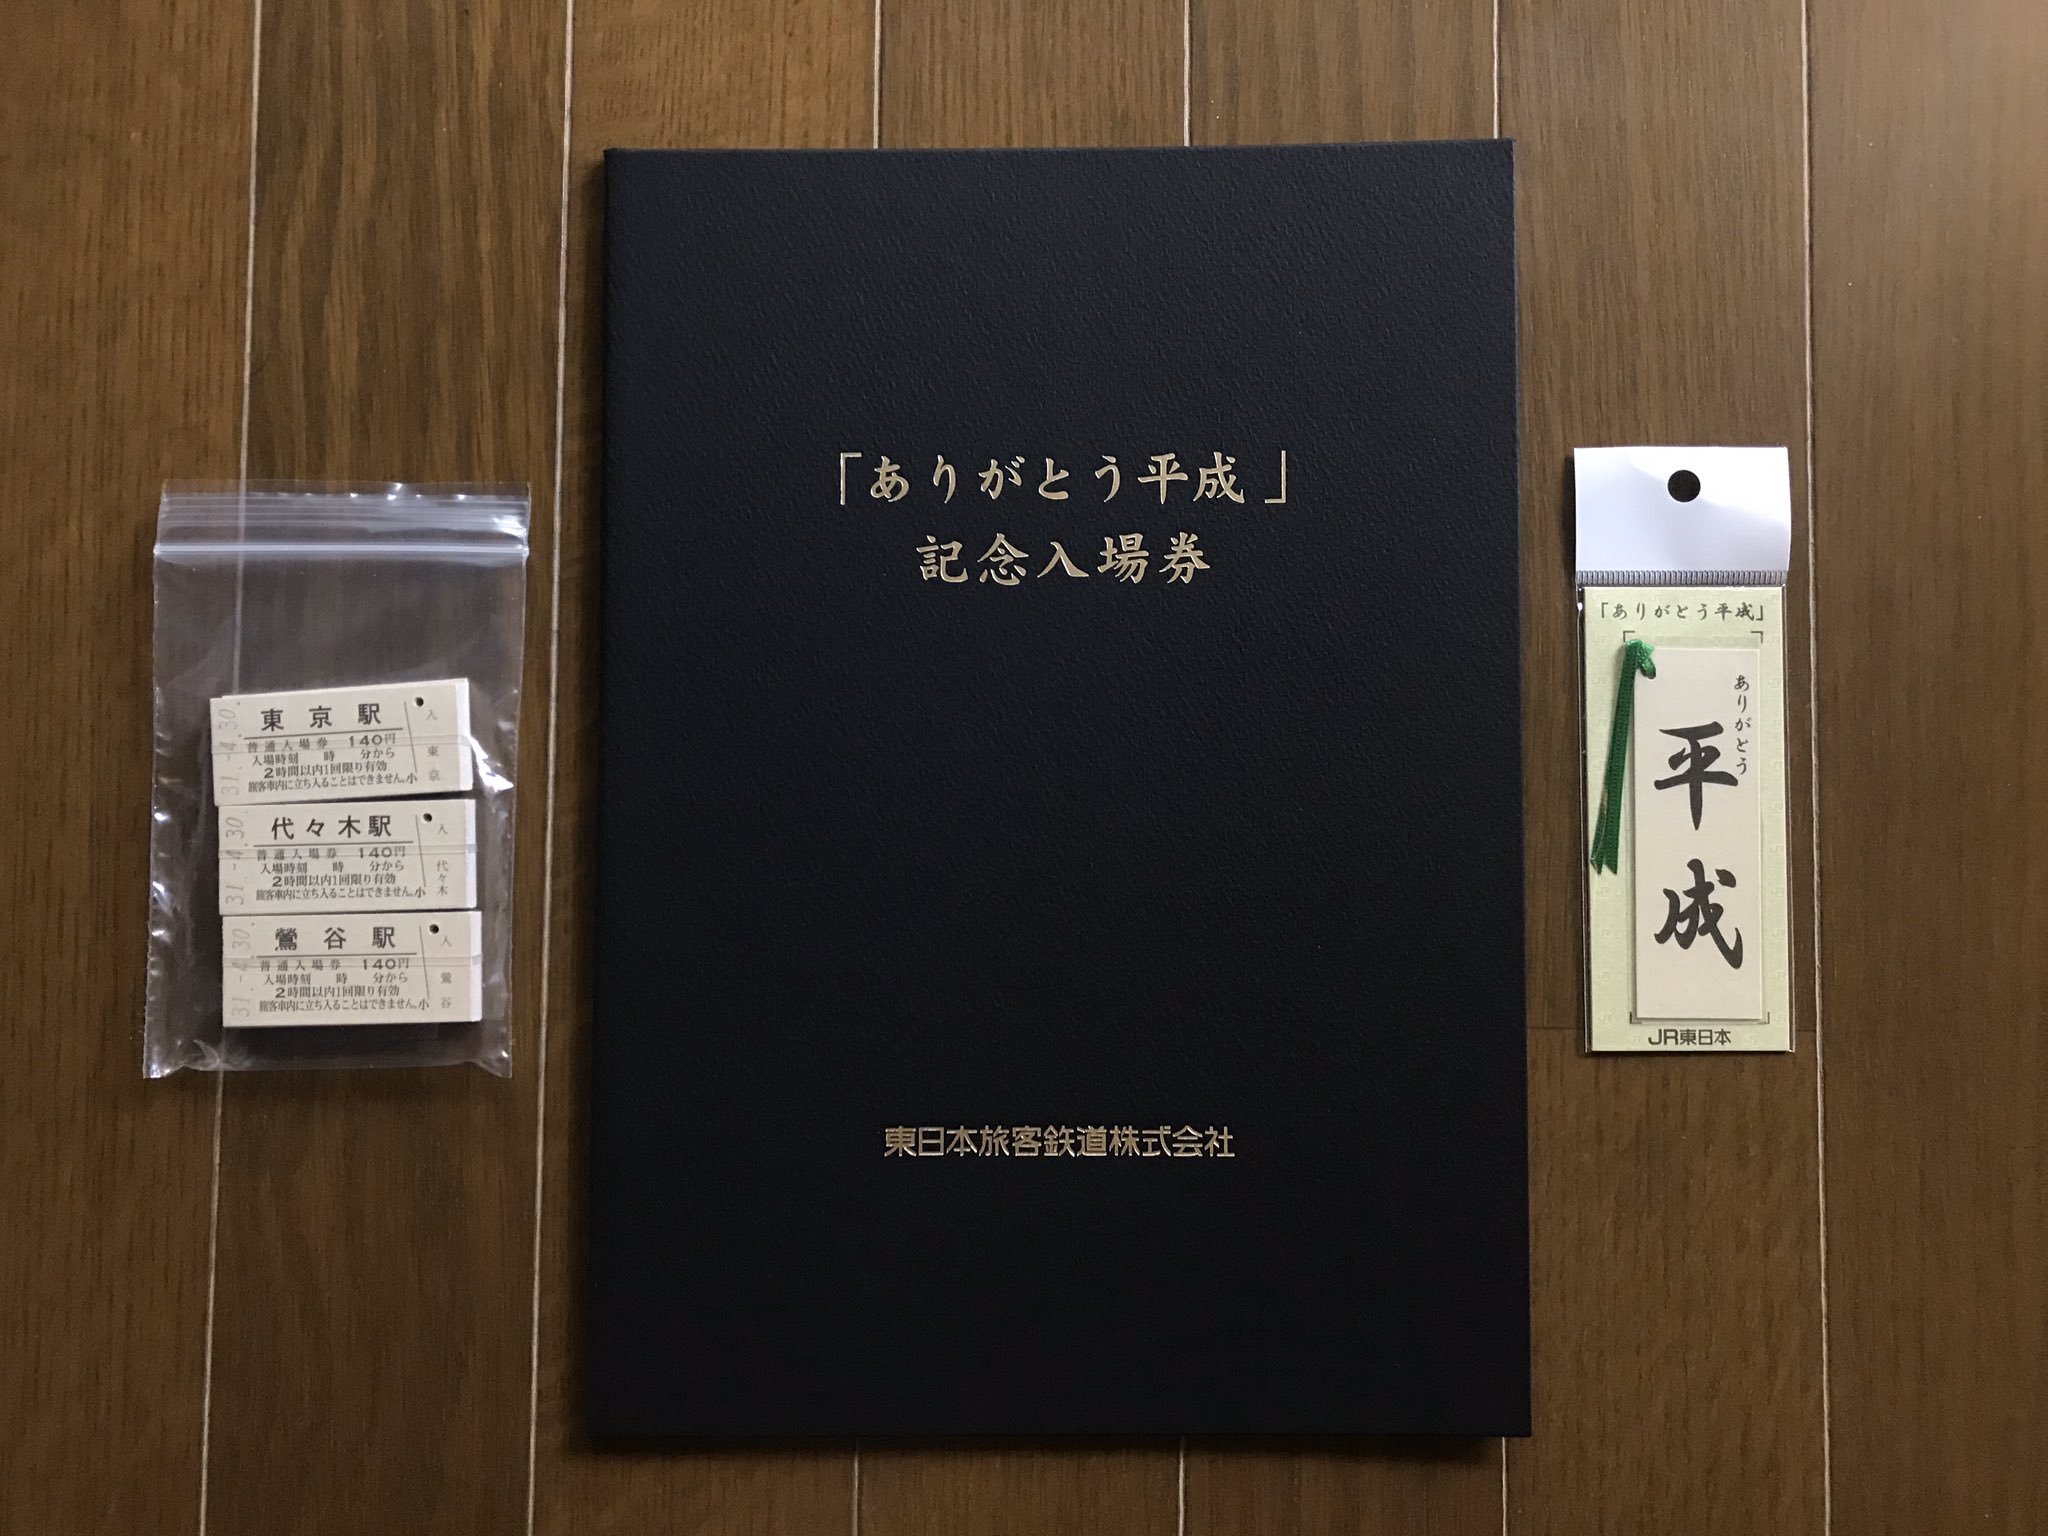 31.-4.30.
東京駅
普通入場券 140円
入場時刻 時 分から
2時間以内1回限り有効
旅客車内に立ち入ることはできません。小
入
東京
31.-4.30.
代々木駅
普通入場券 140円
入場時刻 時 分から
2時間以内1回限り有効
旅客車内に立ち入ることはできません。小
入
代々木
31.-4.30.
鶯谷駅
普通入場券 140円
入場時刻 時 分から
2時間以内1回限り有効
旅客車内に立ち入ることはできません。小
入
鶯谷
「ありがとう平成」
記念入場券
東日本旅客鉄道株式会社
「ありがとう平成」
ありがとう
平成
JR東日本